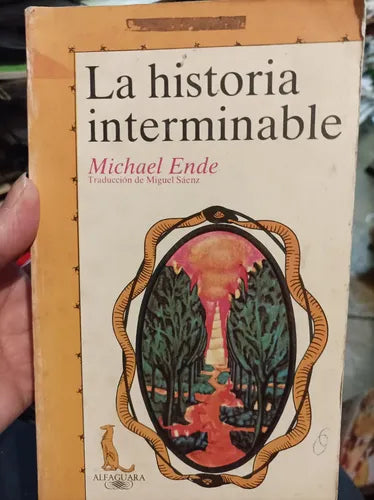 La historia
interminable
Michael Ende
Traducción de Miguel Sáenz
ALFAGUARA